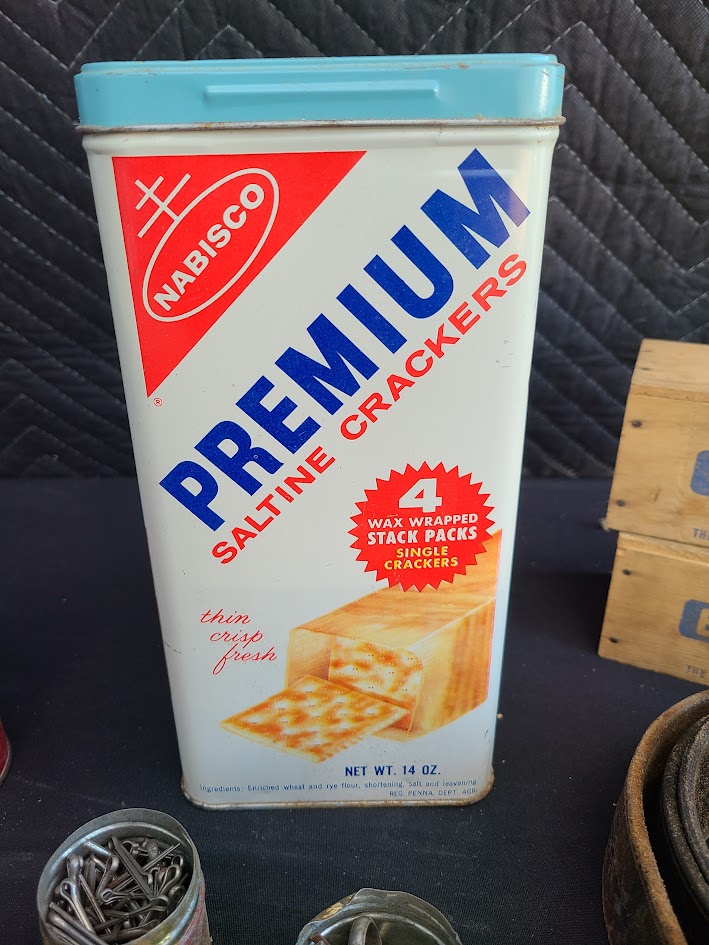 NABISCO
®
PREMIUM
SALTINE CRACKERS
4
WAX WRAPPED
STACK PACKS
SINGLE
CRACKERS
thin
crisp
fresh
NET WT. 14 OZ.
Ingredients: Enriched wheat and rye flour, shortening, salt and leavening.
REG. PENNA. DEPT. AGR.
THE